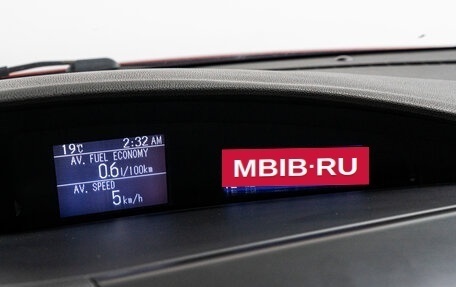 19°C 2:32 AM
AV. FUEL ECONOMY
0.6 l/100km
AV. SPEED
5 km/h
MBIB·RU